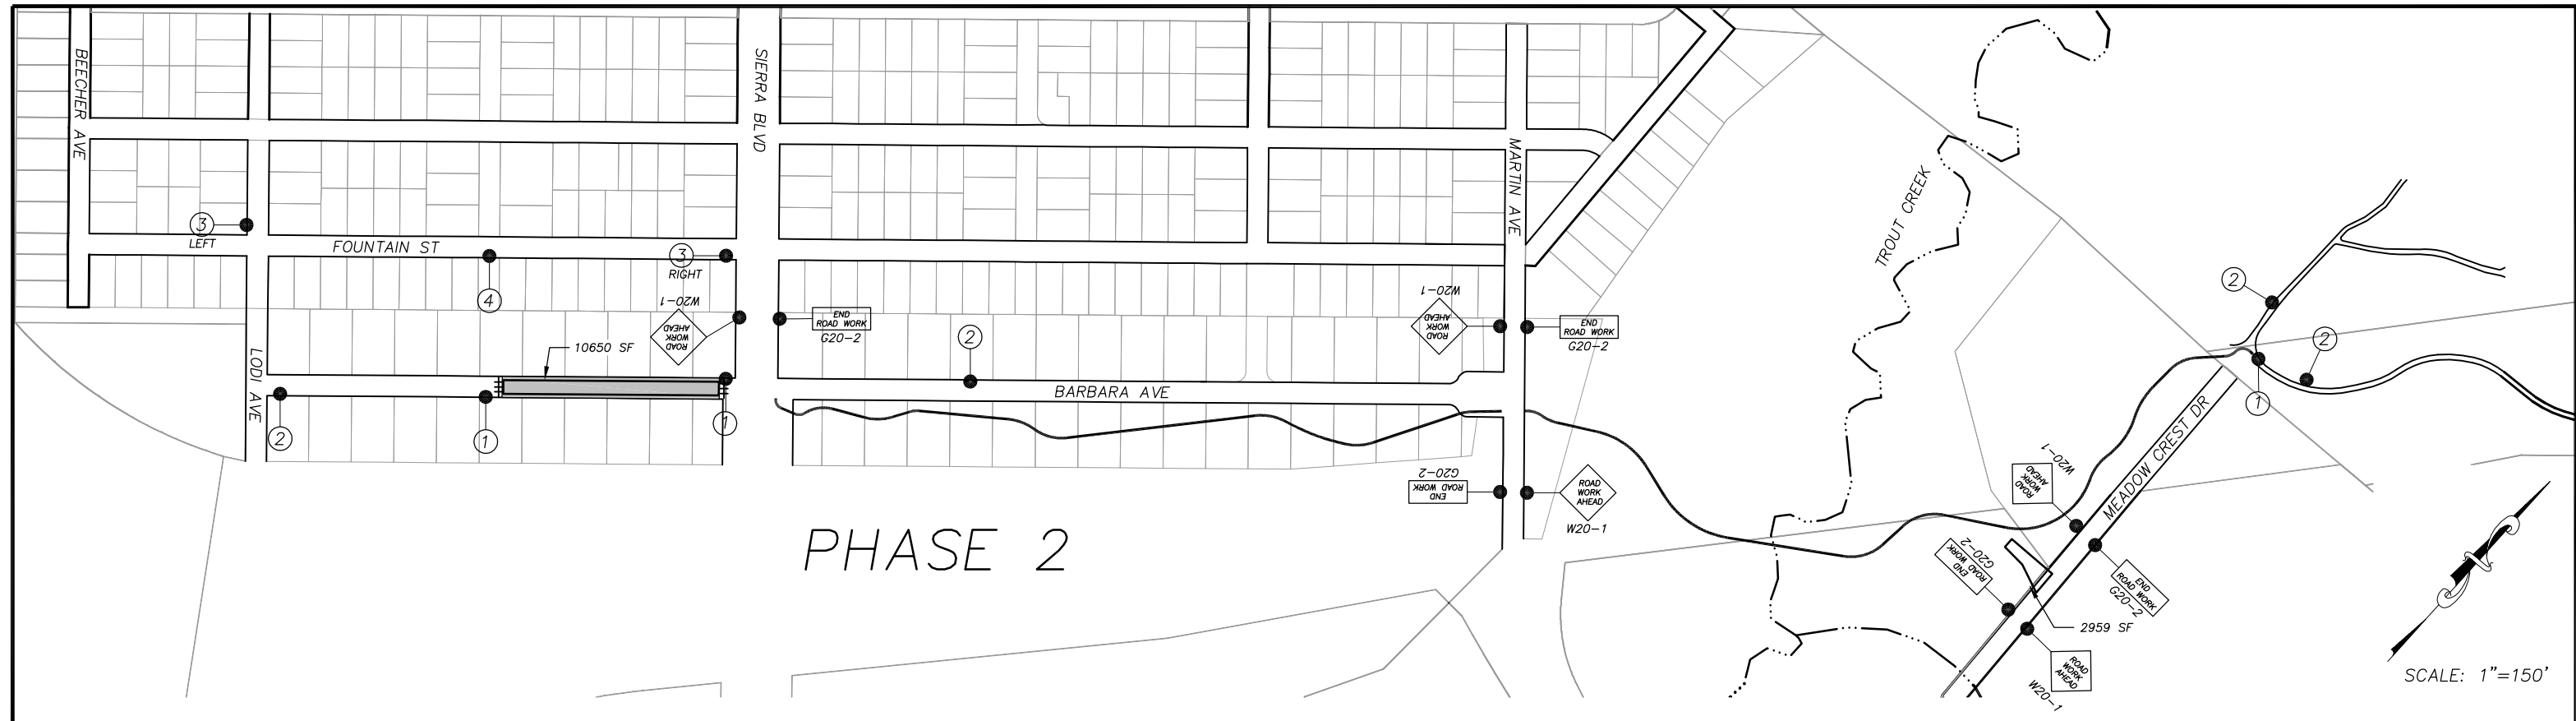 BEECHER AVE
SIERRA BLVD
MARTIN AVE
TROUT CREEK
3
LEFT
FOUNTAIN ST
4
3
RIGHT
W20-1
ROAD
WORK
AHEAD
END
ROAD WORK
G20-2
2
W20-1
ROAD
WORK
AHEAD
END
ROAD WORK
G20-2
2
2
1
10650 SF
LODI AVE
2
1
1
BARBARA AVE
G20-2
END
ROAD WORK
ROAD
WORK
AHEAD
W20-1
PHASE 2
MEADOW CREST DR
W20-1
ROAD
WORK
AHEAD
G20-2
END
ROAD WORK
END
ROAD WORK
G20-2
2959 SF
ROAD
WORK
AHEAD
W20-1
SCALE: 1"=150'